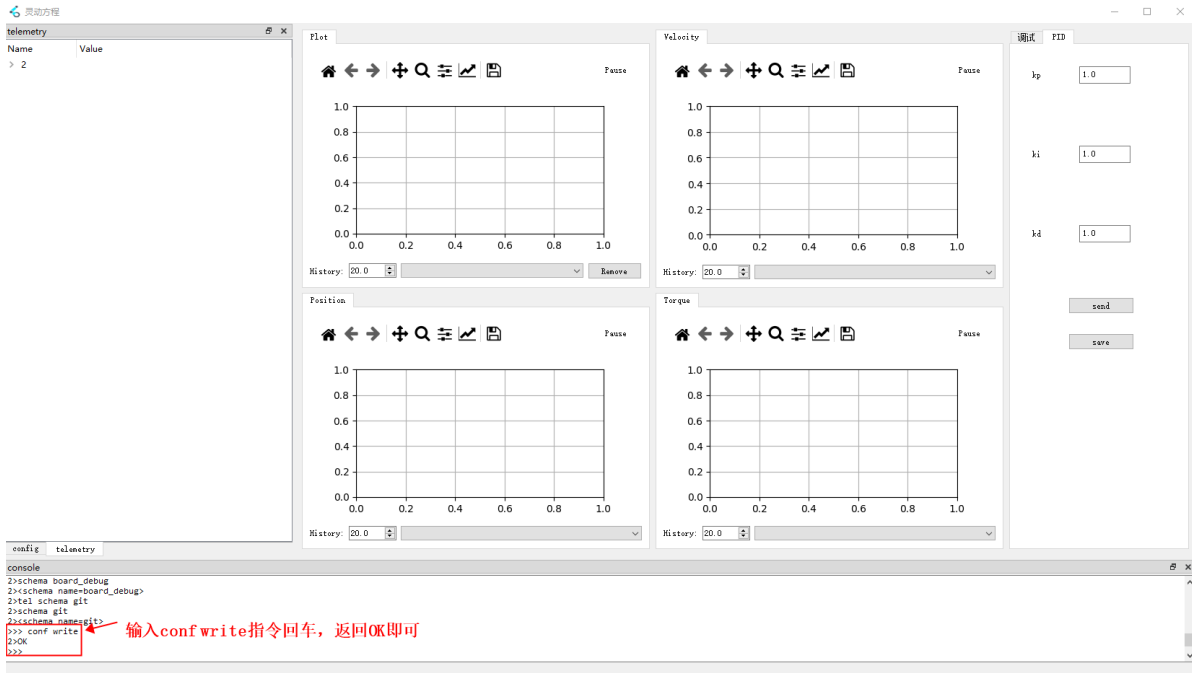 灵动方程
telemetry
Name Value
2
config telemetry
Plot
Pause
1.0
0.8
0.6
0.4
0.2
0.0
0.0 0.2 0.4 0.6 0.8 1.0
History: 20.0 Remove
Velocity
Pause
1.0
0.8
0.6
0.4
0.2
0.0
0.0 0.2 0.4 0.6 0.8 1.0
History: 20.0
Position
Pause
1.0
0.8
0.6
0.4
0.2
0.0
0.0 0.2 0.4 0.6 0.8 1.0
History: 20.0
Torque
Pause
1.0
0.8
0.6
0.4
0.2
0.0
0.0 0.2 0.4 0.6 0.8 1.0
History: 20.0
调试 PID
kp 1.0
ki 1.0
kd 1.0
send
save
console
2>schema board_debug
2><schema name=board_debug>
2>tel schema git
2>schema git
2><schema name=git>
>>> conf write
2>OK
>>>
输入conf write指令回车，返回OK即可